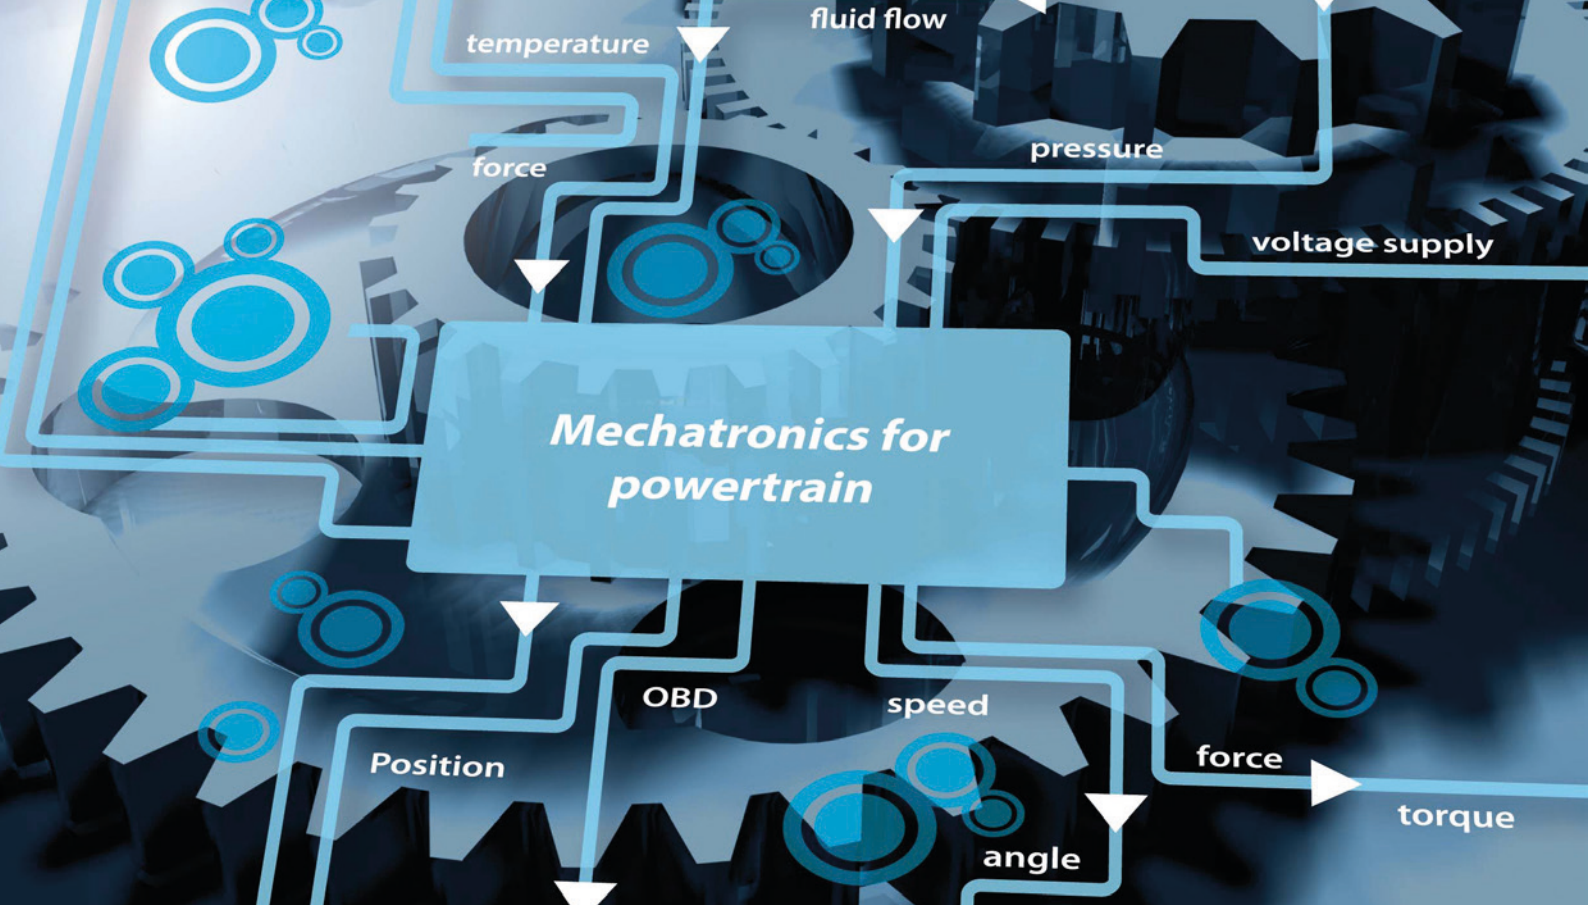 fluid flow
temperature
pressure
force
voltage supply
Mechatronics for
powertrain
OBD
speed
Position
force
torque
angle